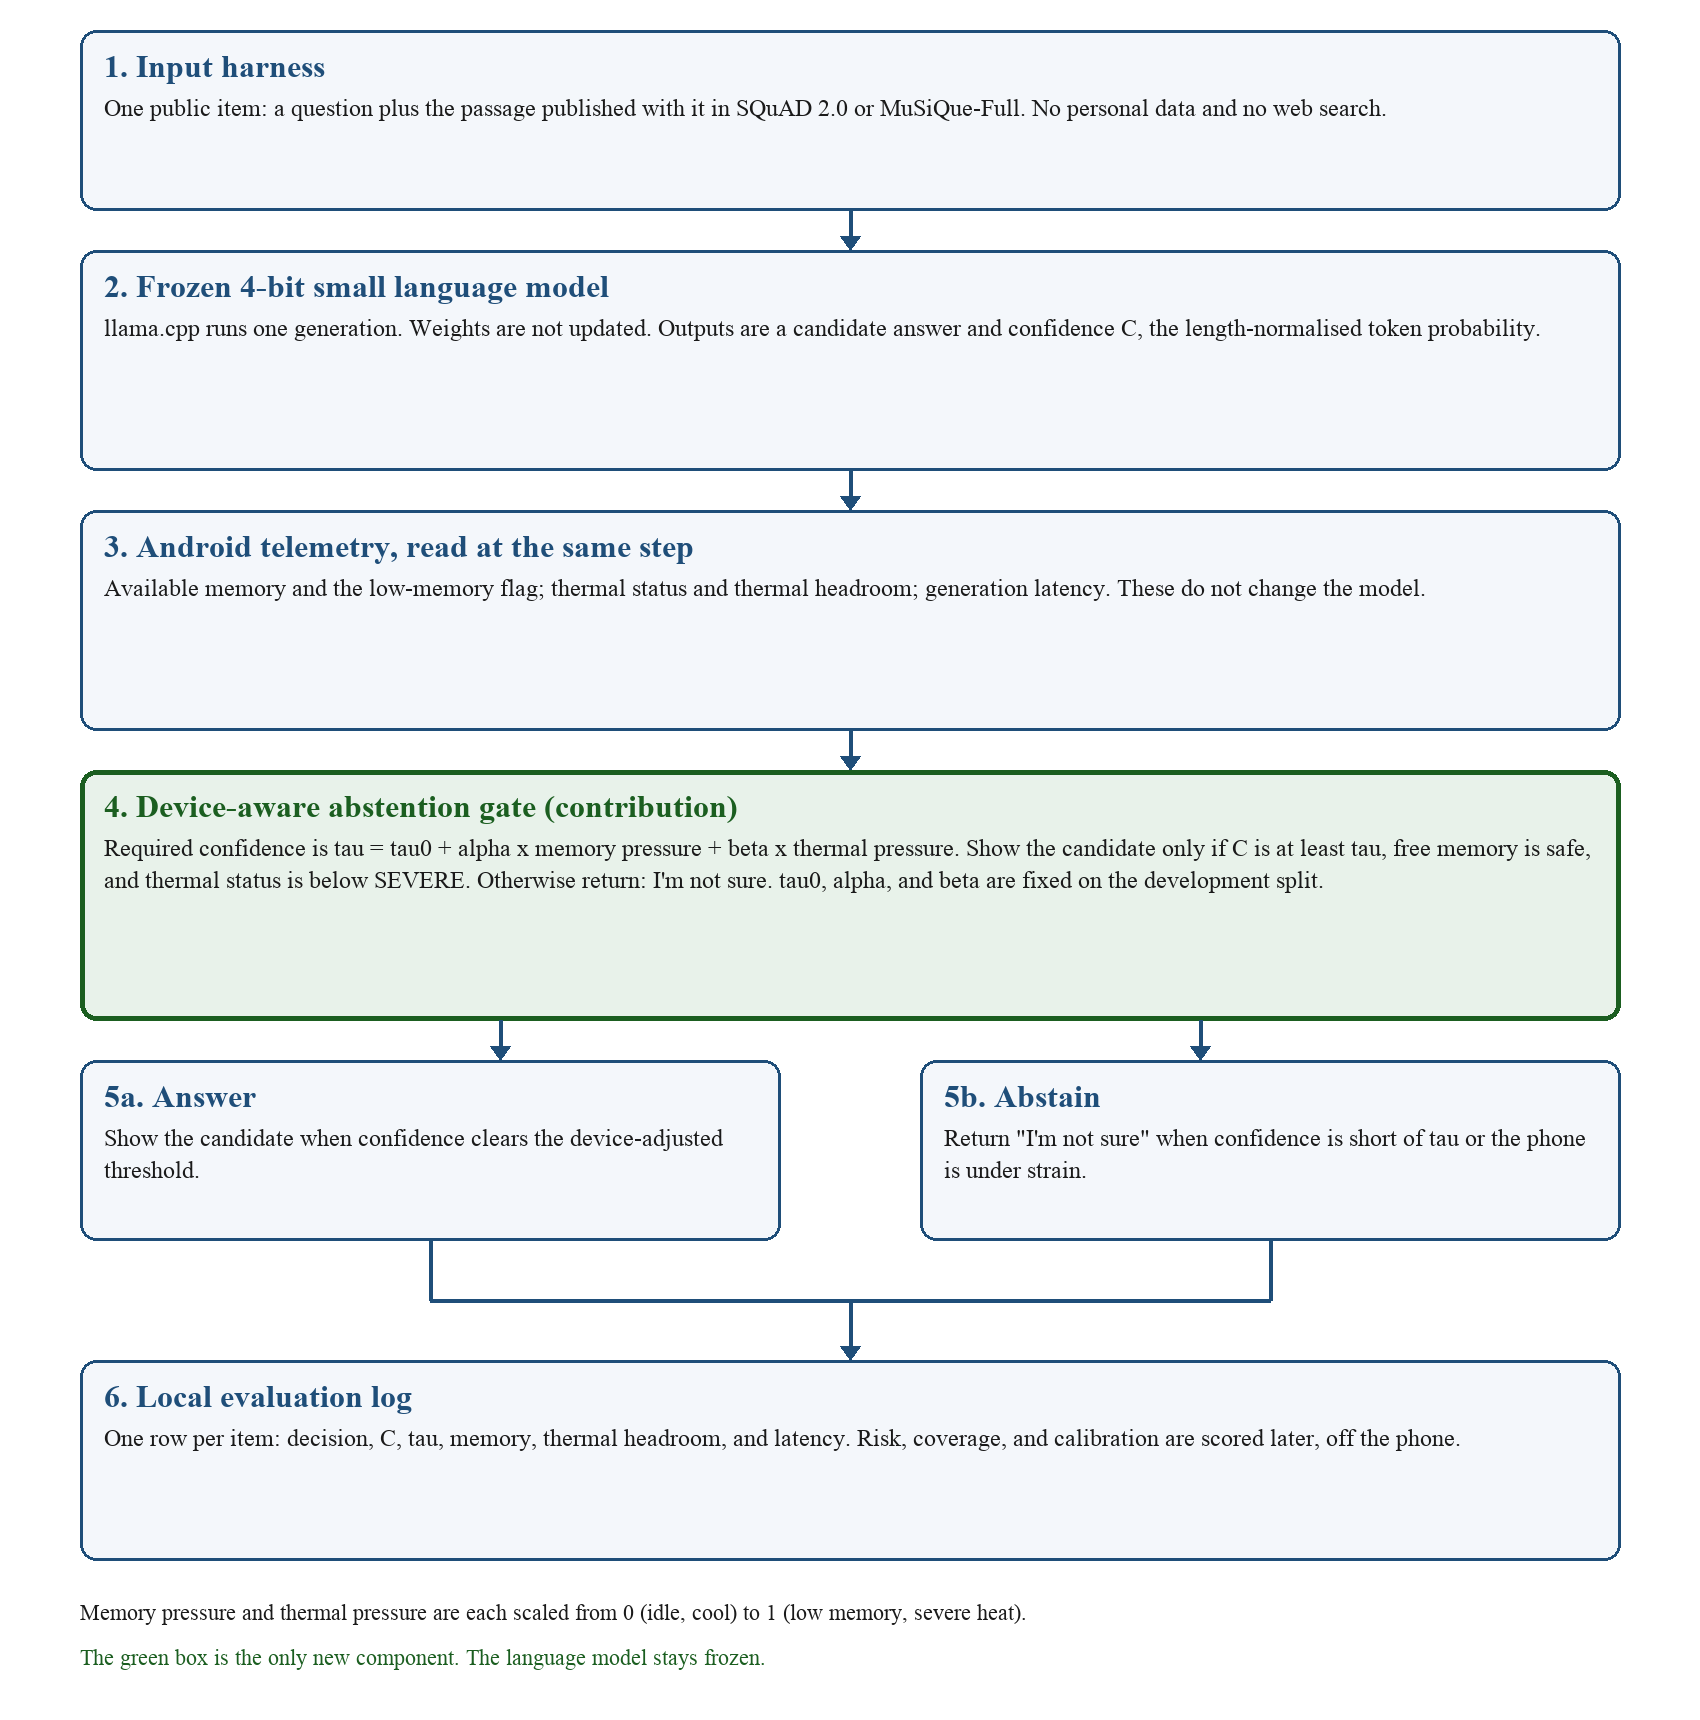 1. Input harness
One public item: a question plus the passage published with it in SQuAD 2.0 or MuSiQue-Full. No personal data and no web search.
2. Frozen 4-bit small language model
llama.cpp runs one generation. Weights are not updated. Outputs are a candidate answer and confidence C, the length-normalised token probability.
3. Android telemetry, read at the same step
Available memory and the low-memory flag; thermal status and thermal headroom; generation latency. These do not change the model.
4. Device-aware abstention gate (contribution)
Required confidence is tau = tau0 + alpha x memory pressure + beta x thermal pressure. Show the candidate only if C is at least tau, free memory is safe,
and thermal status is below SEVERE. Otherwise return: I'm not sure. tau0, alpha, and beta are fixed on the development split.
5a. Answer
Show the candidate when confidence clears the device-adjusted
threshold.
5b. Abstain
Return "I'm not sure" when confidence is short of tau or the phone
is under strain.
6. Local evaluation log
One row per item: decision, C, tau, memory, thermal headroom, and latency. Risk, coverage, and calibration are scored later, off the phone.
Memory pressure and thermal pressure are each scaled from 0 (idle, cool) to 1 (low memory, severe heat).
The green box is the only new component. The language model stays frozen.